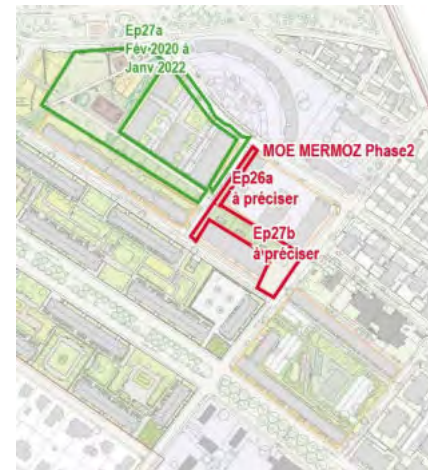 Ep27a
Fév 2020 à
Janv 2022
MOE MERMOZ Phase2
Ep26a
à préciser
Ep27b
à préciser